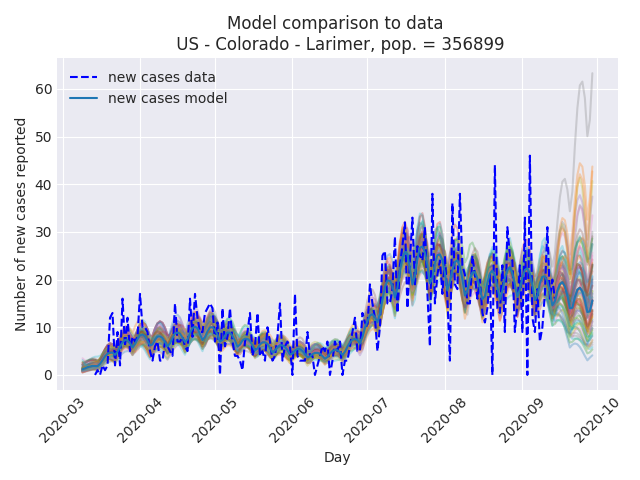 Model comparison to data
US - Colorado - Larimer, pop. = 356899
new cases data
new cases model
Number of new cases reported
60
50
40
30
20
10
0
2020-03
2020-04
2020-05
2020-06
2020-07
2020-08
2020-09
2020-10
Day